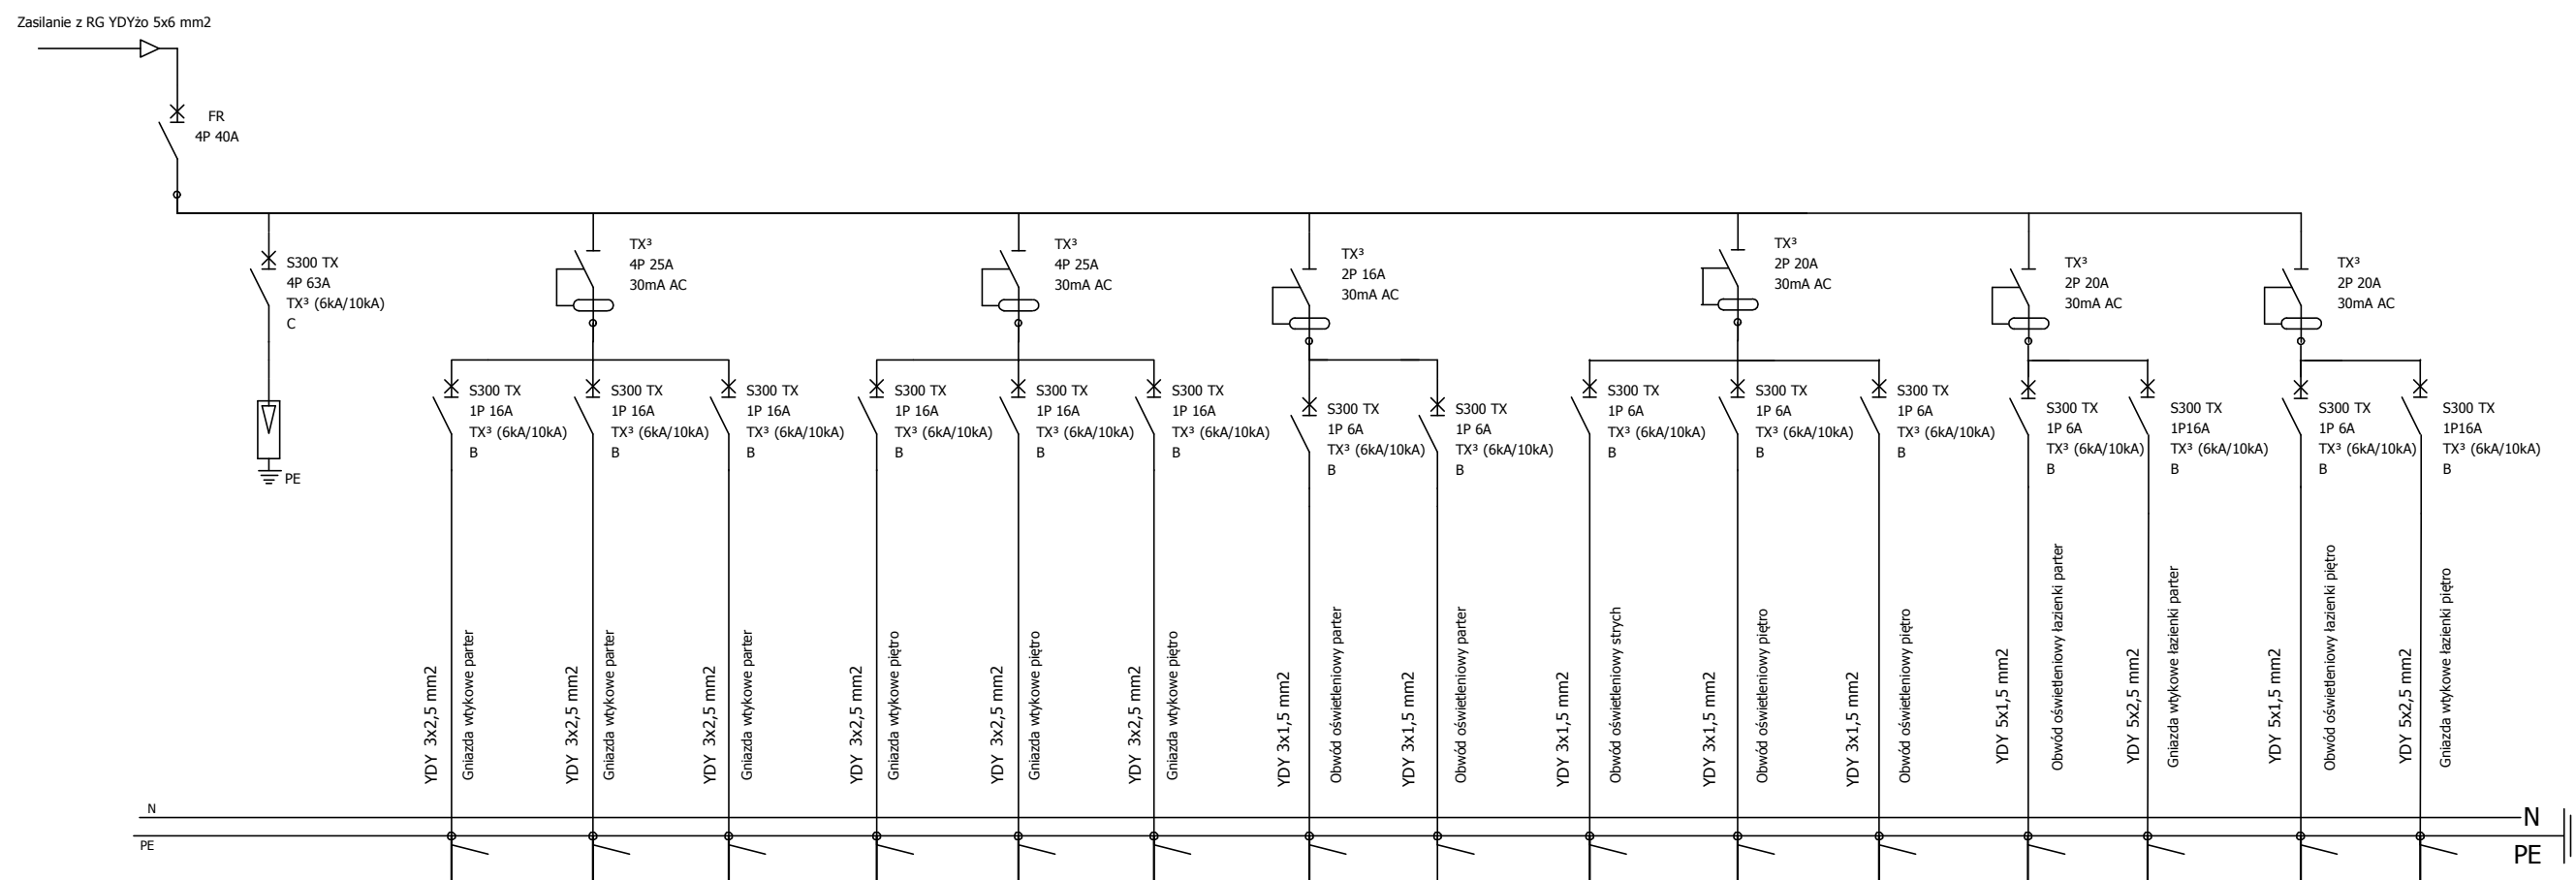 Zasilanie z RG YDYżo 5x6 mm2
FR
4P 40A
S300 TX
4P 63A
TX³ (6kA/10kA)
C
PE
TX³
4P 25A
30mA AC
TX³
4P 25A
30mA AC
TX³
2P 16A
30mA AC
TX³
2P 20A
30mA AC
TX³
2P 20A
30mA AC
TX³
2P 20A
30mA AC
S300 TX
1P 16A
TX³ (6kA/10kA)
B
S300 TX
1P 16A
TX³ (6kA/10kA)
B
S300 TX
1P 16A
TX³ (6kA/10kA)
B
S300 TX
1P 16A
TX³ (6kA/10kA)
B
S300 TX
1P 16A
TX³ (6kA/10kA)
B
S300 TX
1P 16A
TX³ (6kA/10kA)
B
S300 TX
1P 6A
TX³ (6kA/10kA)
B
S300 TX
1P 6A
TX³ (6kA/10kA)
B
S300 TX
1P 6A
TX³ (6kA/10kA)
B
S300 TX
1P 6A
TX³ (6kA/10kA)
B
S300 TX
1P 6A
TX³ (6kA/10kA)
B
S300 TX
1P 6A
TX³ (6kA/10kA)
B
S300 TX
1P16A
TX³ (6kA/10kA)
B
S300 TX
1P 6A
TX³ (6kA/10kA)
B
S300 TX
1P16A
TX³ (6kA/10kA)
B
YDY 3x2,5 mm2
Gniazda wtykowe parter
YDY 3x2,5 mm2
Gniazda wtykowe parter
YDY 3x2,5 mm2
Gniazda wtykowe parter
YDY 3x2,5 mm2
Gniazda wtykowe piętro
YDY 3x2,5 mm2
Gniazda wtykowe piętro
YDY 3x2,5 mm2
Gniazda wtykowe piętro
YDY 3x1,5 mm2
Obwód oświetleniowy parter
YDY 3x1,5 mm2
Obwód oświetleniowy parter
YDY 3x1,5 mm2
Obwód oświetleniowy strych
YDY 3x1,5 mm2
Obwód oświetleniowy piętro
YDY 3x1,5 mm2
Obwód oświetleniowy piętro
YDY 5x1,5 mm2
Obwód oświetleniowy łazienki parter
YDY 5x2,5 mm2
Gniazda wtykowe łazienki parter
YDY 5x1,5 mm2
Obwód oświetleniowy łazienki piętro
YDY 5x2,5 mm2
Gniazda wtykowe łazienki piętro
N
N
PE
PE